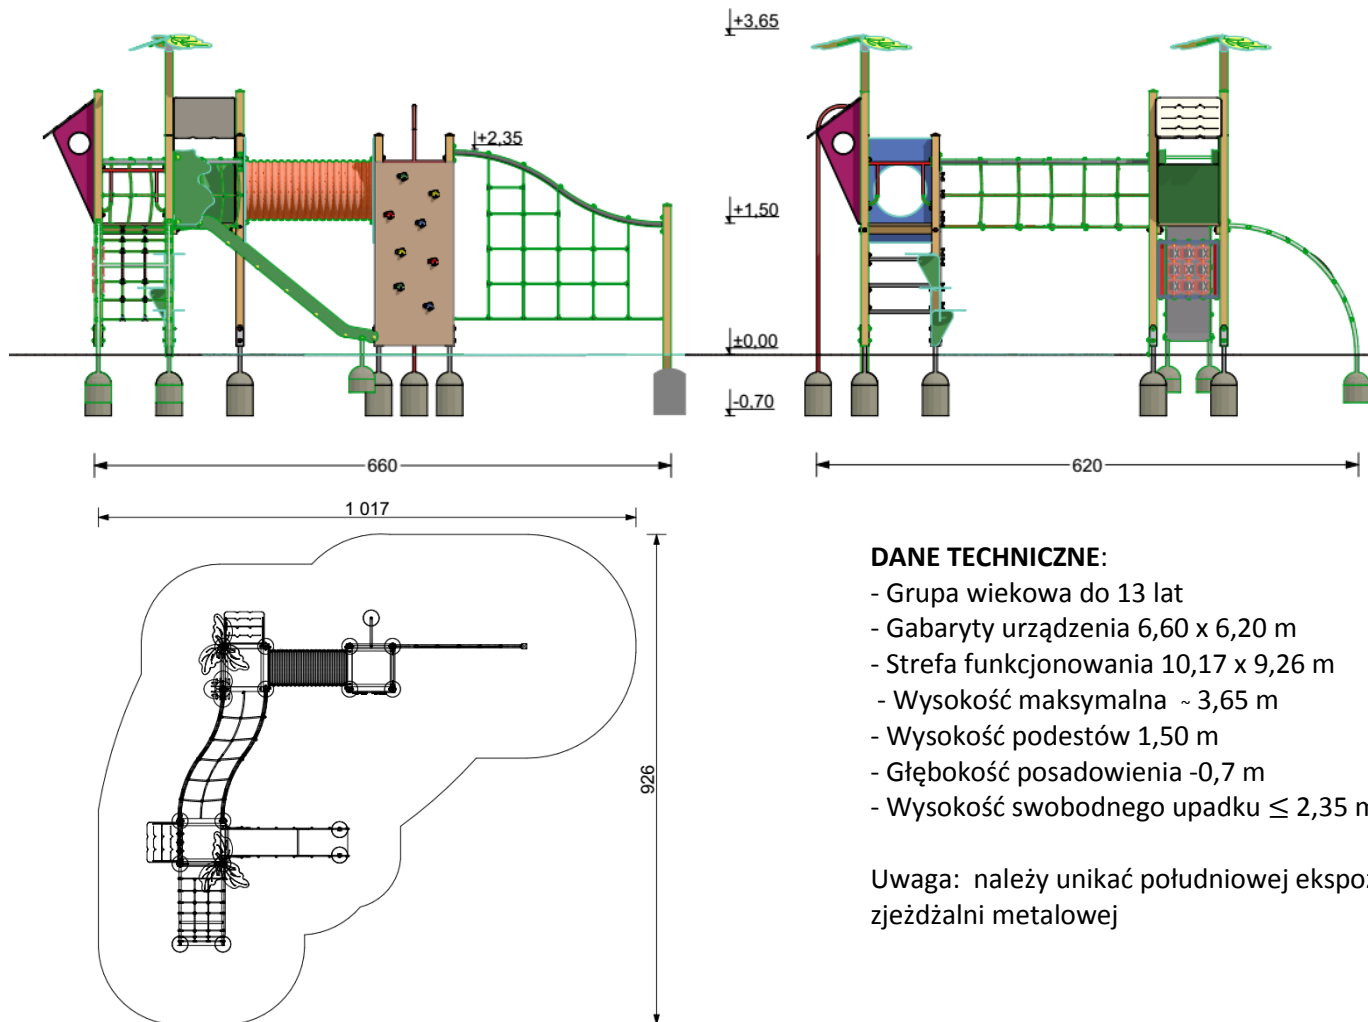 +3,65
+2,35
+1,50
±0,00
-0,70
660
620
1 017
926
DANE TECHNICZNE:
- Grupa wiekowa do 13 lat
- Gabaryty urządzenia 6,60 x 6,20 m
- Strefa funkcjonowania 10,17 x 9,26 m
- Wysokość maksymalna ~ 3,65 m
- Wysokość podestów 1,50 m
- Głębokość posadowienia -0,7 m
- Wysokość swobodnego upadku ≤ 2,35 m
Uwaga: należy unikać południowej
zjeżdżalni metalowej